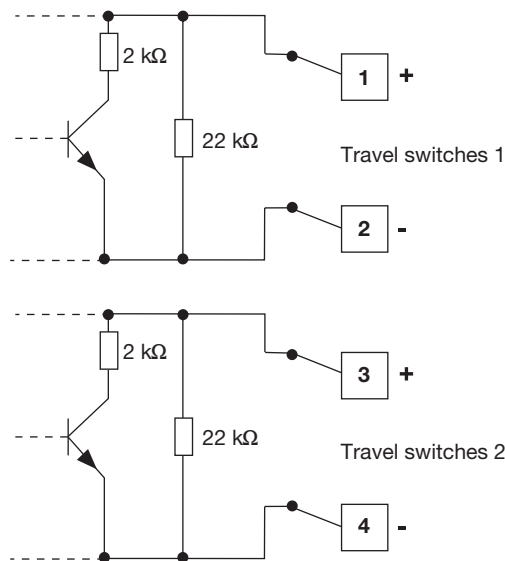 2 kΩ
1 +
22 kΩ
Travel switches 1
2 -
2 kΩ
3 +
22 kΩ
Travel switches 2
4 -